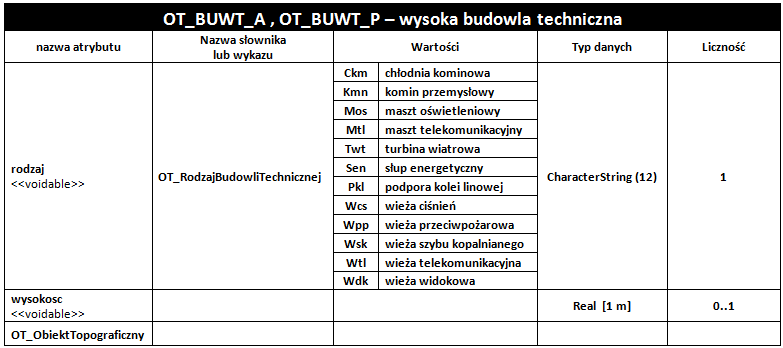 OT_BUWT_A , OT_BUWT_P – wysoka budowla techniczna
nazwa atrybutu
Nazwa słownika
lub wykazu
Wartości
Typ danych
Liczność
rodzaj
<<voidable>>
OT_RodzajBudowliTechnicznej
Ckm chłodnia kominowa
Kmn komin przemysłowy
Mos maszt oświetleniowy
Mtl maszt telekomunikacyjny
Twt turbina wiatrowa
Sen słup energetyczny
Pkl podpora kolei linowej
Wcs wieża ciśnień
Wpp wieża przeciwpożarowa
Wsk wieża szybu kopalnianego
Wtl wieża telekomunikacyjna
Wdk wieża widokowa
CharacterString (12)
1
wysokosc
<<voidable>>
Real [1 m]
0..1
OT_ObiektTopograficzny